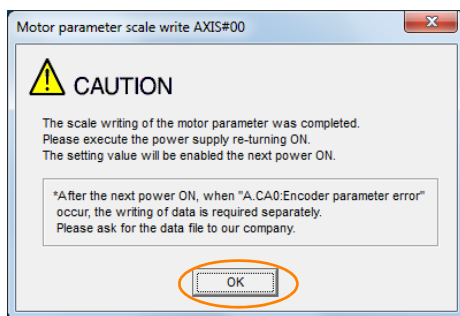 Motor parameter scale write AXIS#00
CAUTION
The scale writing of the motor parameter was completed.
Please execute the power supply re-turning ON.
The setting value will be enabled the next power ON.
*After the next power ON, when "A.CA0:Encoder parameter error"
occur, the writing of data is required separately.
Please ask for the data file to our company.
OK